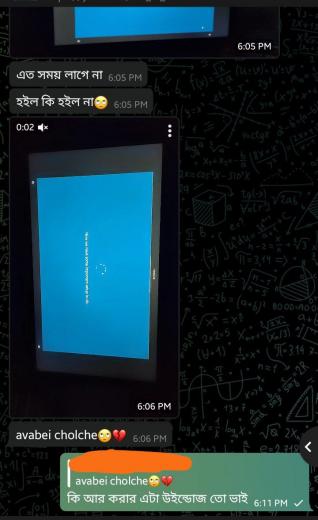 6:05 PM
এত সময় লাগে না 6:05 PM
হইল কি হইল না🙄 6:05 PM
0:02
6:06 PM
avabei cholche🙄💔 6:06 PM
avabei cholche🙄💔
কি আর করার এটা উইন্ডোজ তো ভাই 6:11 PM